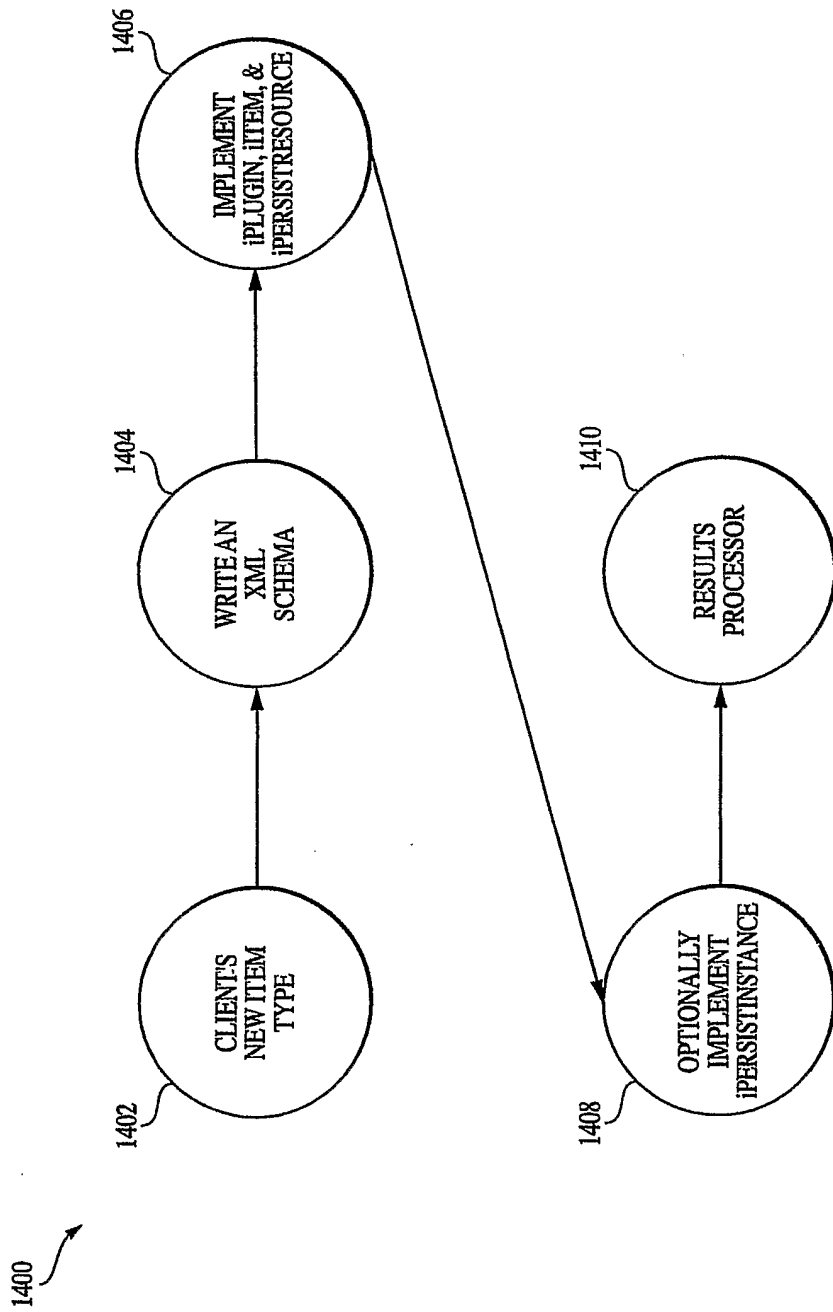 1400
1402
CLIENT'S
NEW ITEM
TYPE
1404
WRITE AN
XML
SCHEMA
1406
IMPLEMENT
iPLUGIN, iITEM, &
iPERSISTRESOURCE
1408
OPTIONALLY
IMPLEMENT
iPERSISTINSTANCE
1410
RESULTS
PROCESSOR